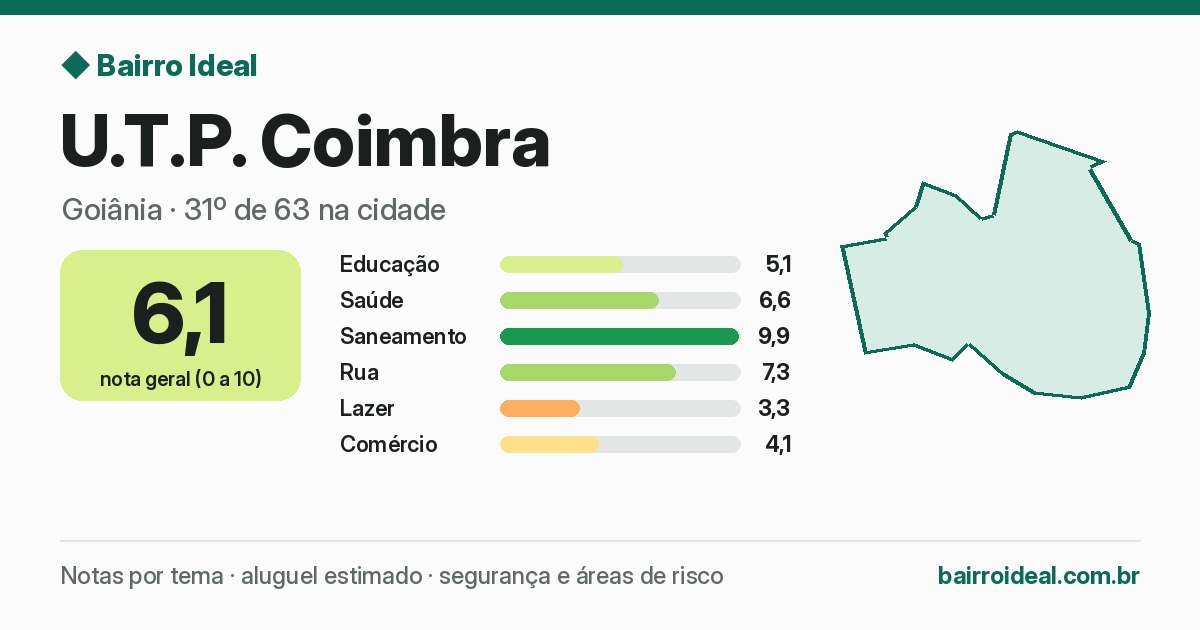 Bairro Ideal
U.T.P. Coimbra
Goiânia · 31º de 63 na cidade
6,1
nota geral (0 a 10)
Educação 5,1
Saúde 6,6
Saneamento 9,9
Rua 7,3
Lazer 3,3
Comércio 4,1
Notas por tema · aluguel estimado · segurança e áreas de risco
bairroideal.com.br